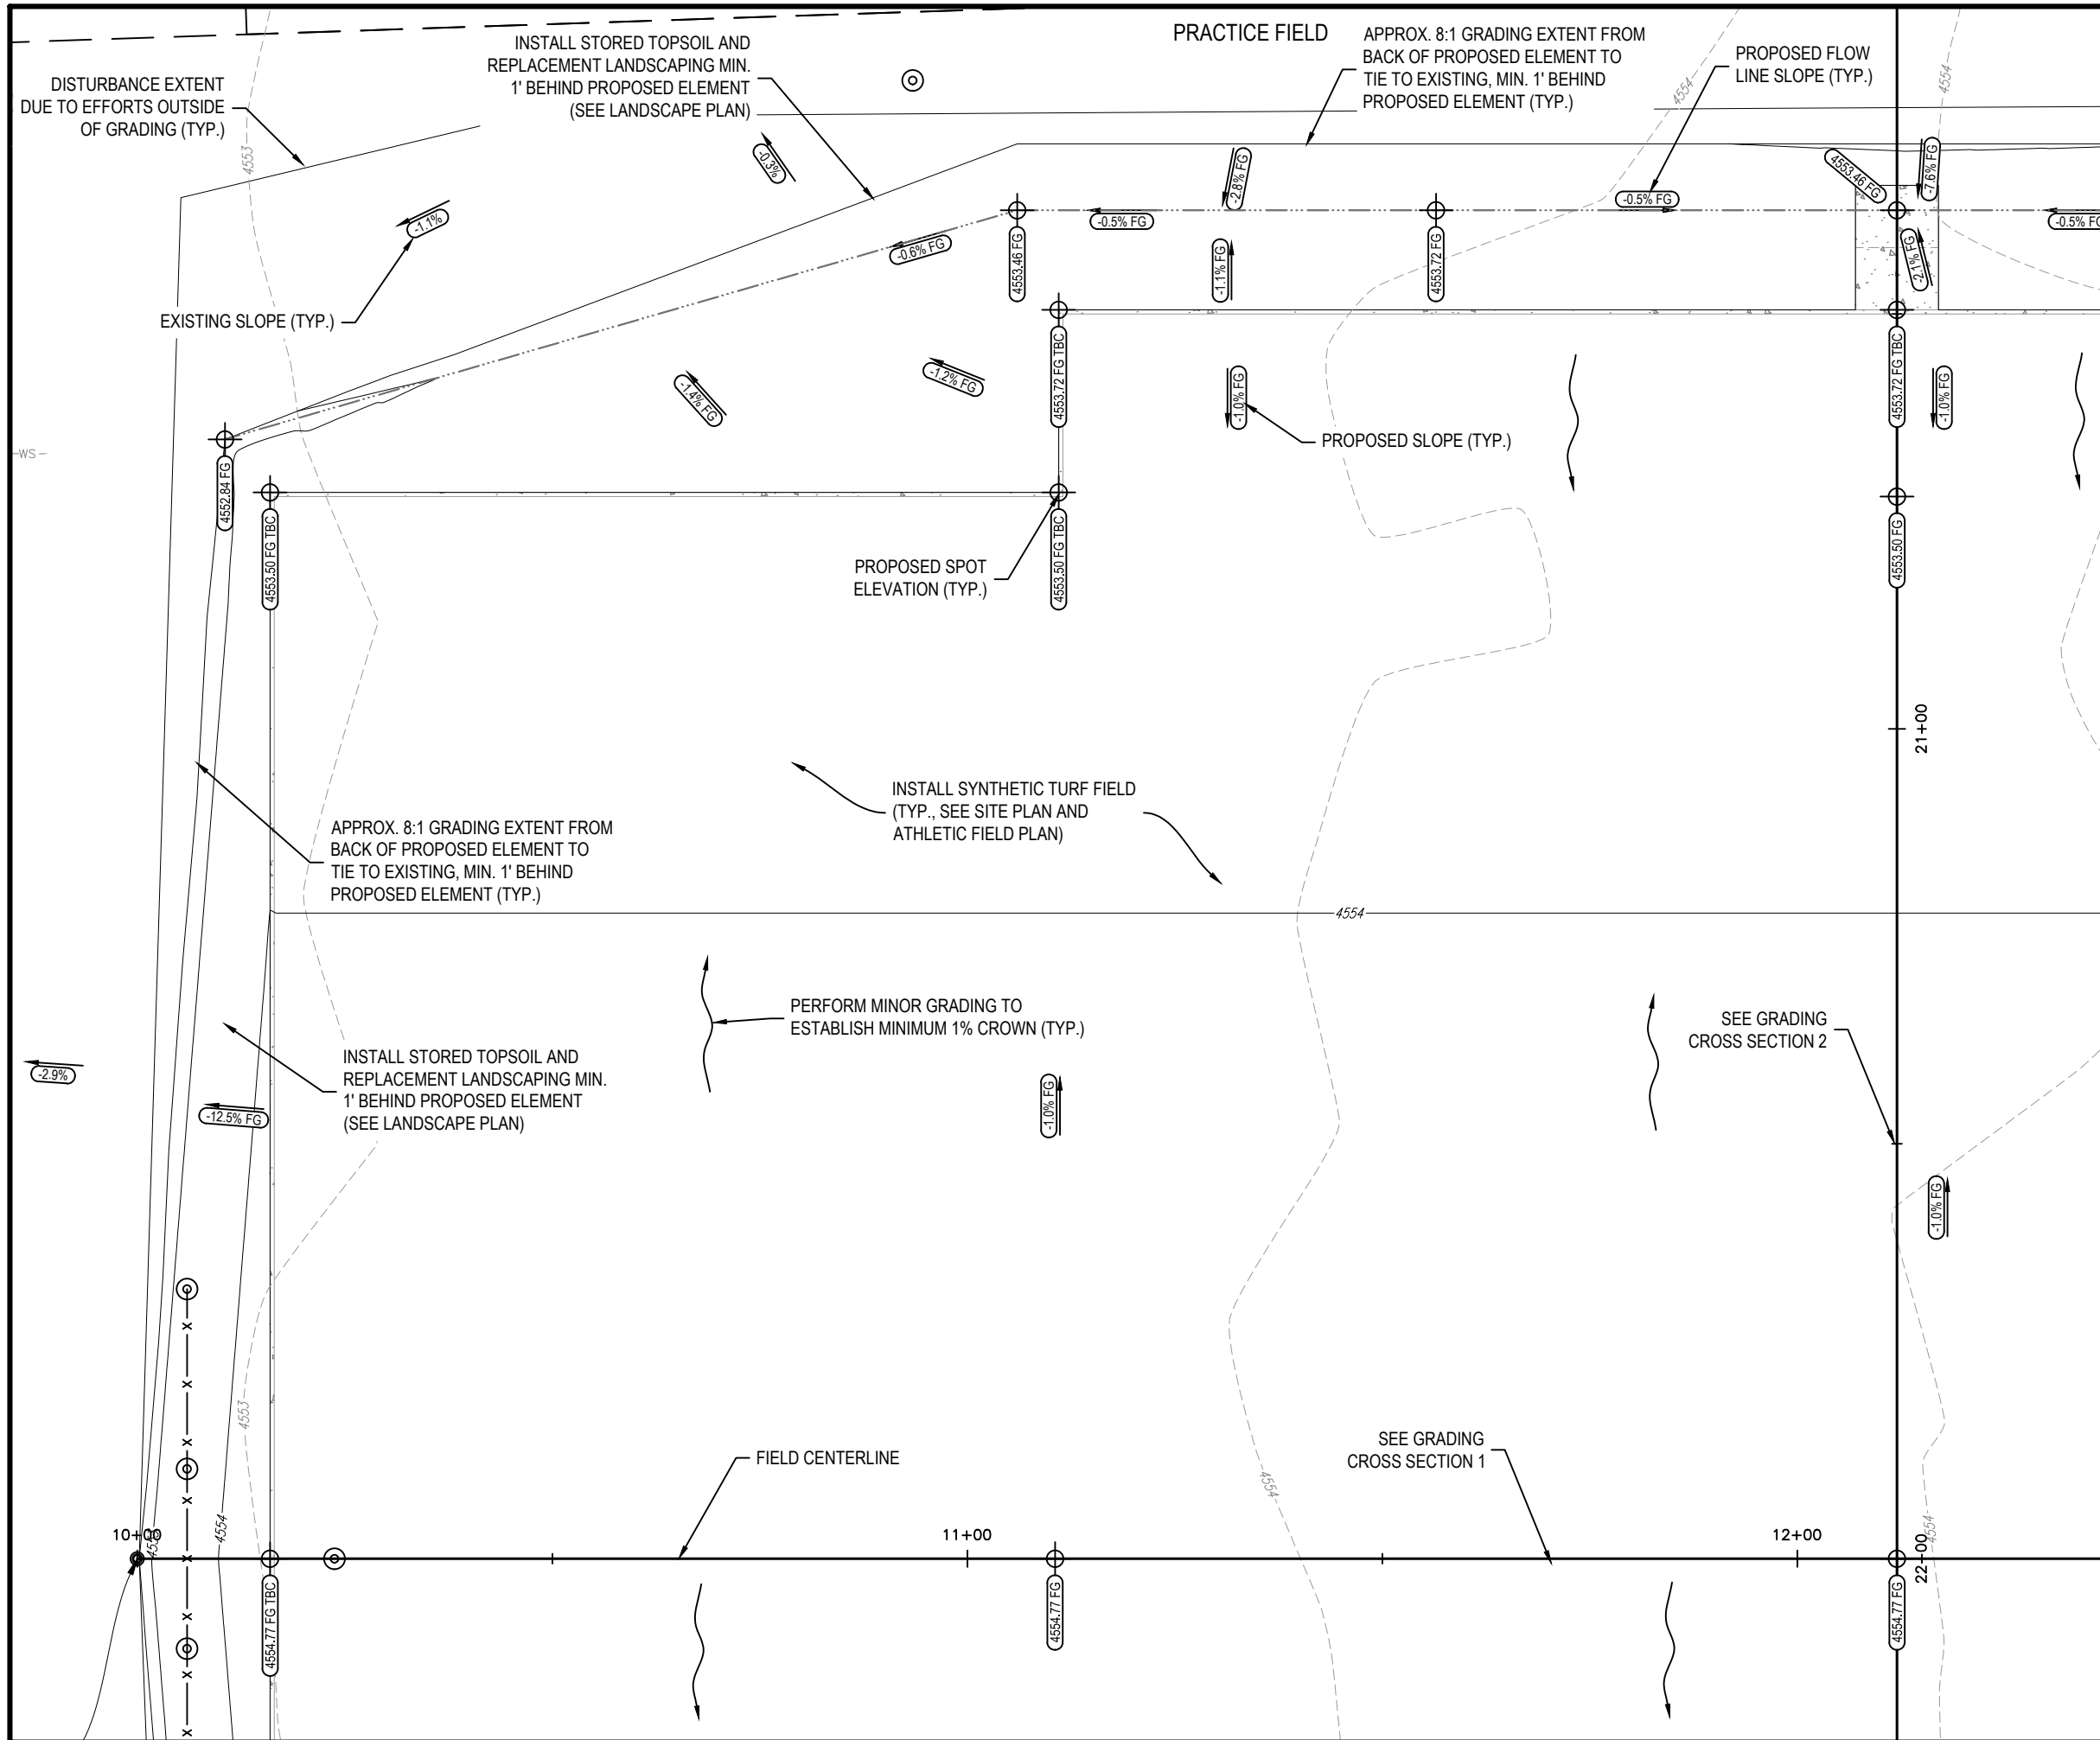 PRACTICE FIELD
INSTALL STORED TOPSOIL AND
REPLACEMENT LANDSCAPING MIN.
1' BEHIND PROPOSED ELEMENT
(SEE LANDSCAPE PLAN)
APPROX. 8:1 GRADING EXTENT FROM
BACK OF PROPOSED ELEMENT TO
TIE TO EXISTING, MIN. 1' BEHIND
PROPOSED ELEMENT (TYP.)
PROPOSED FLOW
LINE SLOPE (TYP.)
DISTURBANCE EXTENT
DUE TO EFFORTS OUTSIDE
OF GRADING (TYP.)
4554
4554
4553
-0.3%
-2.8% FG
4553.46 FG
-7.6% FG
-1.1%
-0.5% FG
-0.5% FG
-0.5% FG
-0.6% FG
4553.46 FG
-1.1% FG
4553.72 FG
-2.1% FG
EXISTING SLOPE (TYP.)
4553.72 FG TBC
4553.72 FG TBC
-1.4% FG
-1.2% FG
-1.0% FG
-1.0% FG
PROPOSED SLOPE (TYP.)
WS
4552.84 FG
4553.50 FG TBC
4553.50 FG TBC
4553.50 FG
PROPOSED SPOT
ELEVATION (TYP.)
21+00
INSTALL SYNTHETIC TURF FIELD
(TYP., SEE SITE PLAN AND
ATHLETIC FIELD PLAN)
APPROX. 8:1 GRADING EXTENT FROM
BACK OF PROPOSED ELEMENT TO
TIE TO EXISTING, MIN. 1' BEHIND
PROPOSED ELEMENT (TYP.)
4554
PERFORM MINOR GRADING TO
ESTABLISH MINIMUM 1% CROWN (TYP.)
SEE GRADING
CROSS SECTION 2
INSTALL STORED TOPSOIL AND
REPLACEMENT LANDSCAPING MIN.
1' BEHIND PROPOSED ELEMENT
(SEE LANDSCAPE PLAN)
-2.9%
-12.5% FG
-1.0% FG
-1.0% FG
4553
FIELD CENTERLINE
SEE GRADING
CROSS SECTION 1
4554
10+00
4553
4554
11+00
12+00
22+00
4554
4554.77 FG TBC
4554.77 FG
4554.77 FG